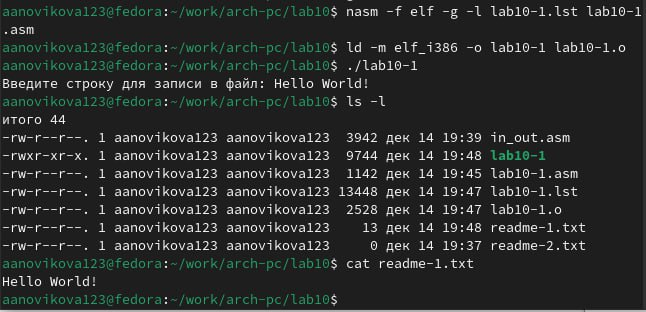 aanovikova123@fedora:~/work/arch-pc/lab10$ nasm -f elf -g -l lab10-1.lst lab10-1
.asm
aanovikova123@fedora:~/work/arch-pc/lab10$ ld -m elf_i386 -o lab10-1 lab10-1.o
aanovikova123@fedora:~/work/arch-pc/lab10$ ./lab10-1
Введите строку для записи в файл: Hello World!
aanovikova123@fedora:~/work/arch-pc/lab10$ ls -l
итого 44
-rw-r--r--. 1 aanovikova123 aanovikova123  3942 дек 14 19:39 in_out.asm
-rwxr-xr-x. 1 aanovikova123 aanovikova123  9744 дек 14 19:48 lab10-1
-rw-r--r--. 1 aanovikova123 aanovikova123  1142 дек 14 19:45 lab10-1.asm
-rw-r--r--. 1 aanovikova123 aanovikova123 13448 дек 14 19:47 lab10-1.lst
-rw-r--r--. 1 aanovikova123 aanovikova123  2528 дек 14 19:47 lab10-1.o
-rw-r--r--. 1 aanovikova123 aanovikova123    13 дек 14 19:48 readme-1.txt
-rw-r--r--. 1 aanovikova123 aanovikova123     0 дек 14 19:37 readme-2.txt
aanovikova123@fedora:~/work/arch-pc/lab10$ cat readme-1.txt
Hello World!
aanovikova123@fedora:~/work/arch-pc/lab10$